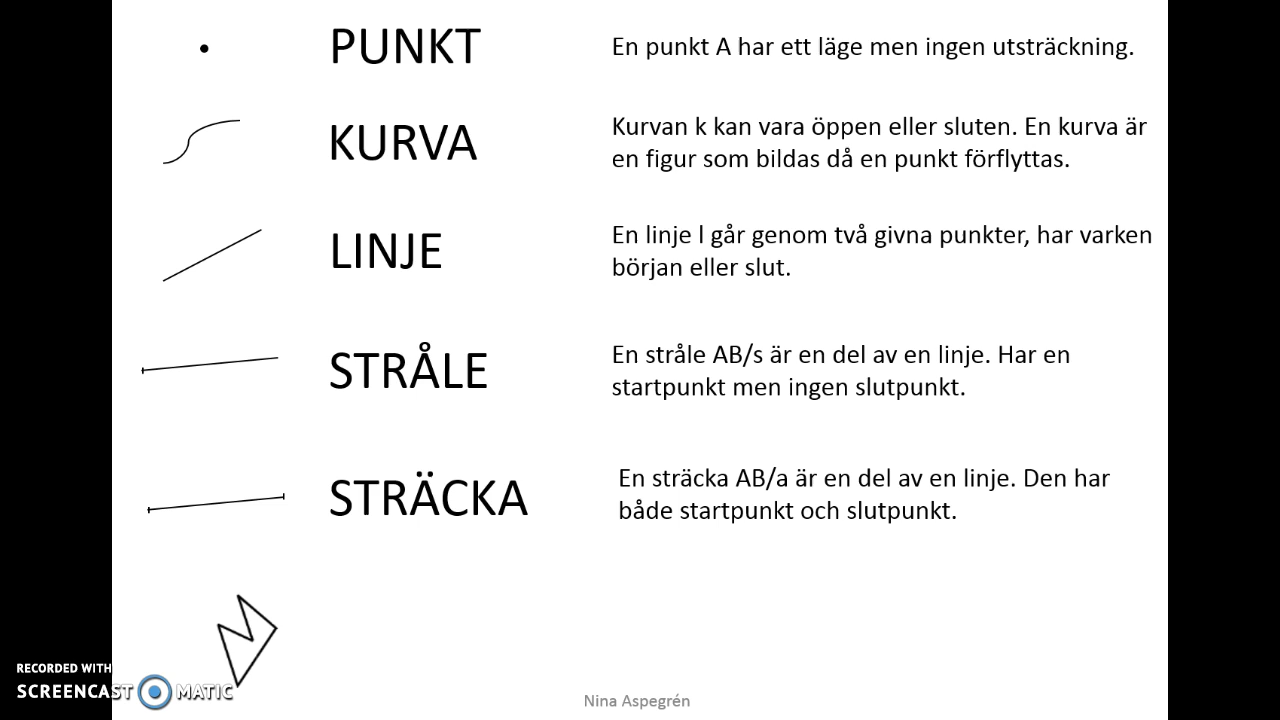 PUNKT
En punkt A har ett läge men ingen utsträckning.
KURVA
Kurvan k kan vara öppen eller sluten. En kurva är
en figur som bildas då en punkt förflyttas.
LINJE
En linje l går genom två givna punkter, har varken
början eller slut.
STRÅLE
En stråle AB/s är en del av en linje. Har en
startpunkt men ingen slutpunkt.
STRÄCKA
En sträcka AB/a är en del av en linje. Den har
både startpunkt och slutpunkt.
RECORDED WITH
SCREENCAST MATIC
Nina Aspegrén